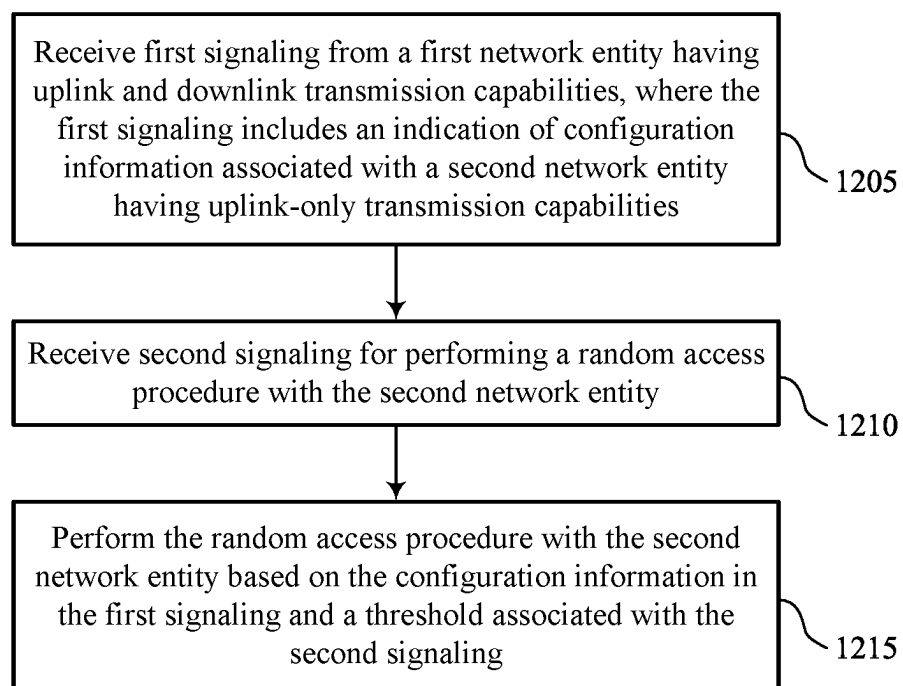 Receive first signaling from a first network entity having
uplink and downlink transmission capabilities, where the
first signaling includes an indication of configuration
information associated with a second network entity
having uplink-only transmission capabilities
1205
Receive second signaling for performing a random access
procedure with the second network entity
1210
Perform the random access procedure with the second
network entity based on the configuration information in
the first signaling and a threshold associated with the
second signaling
1215